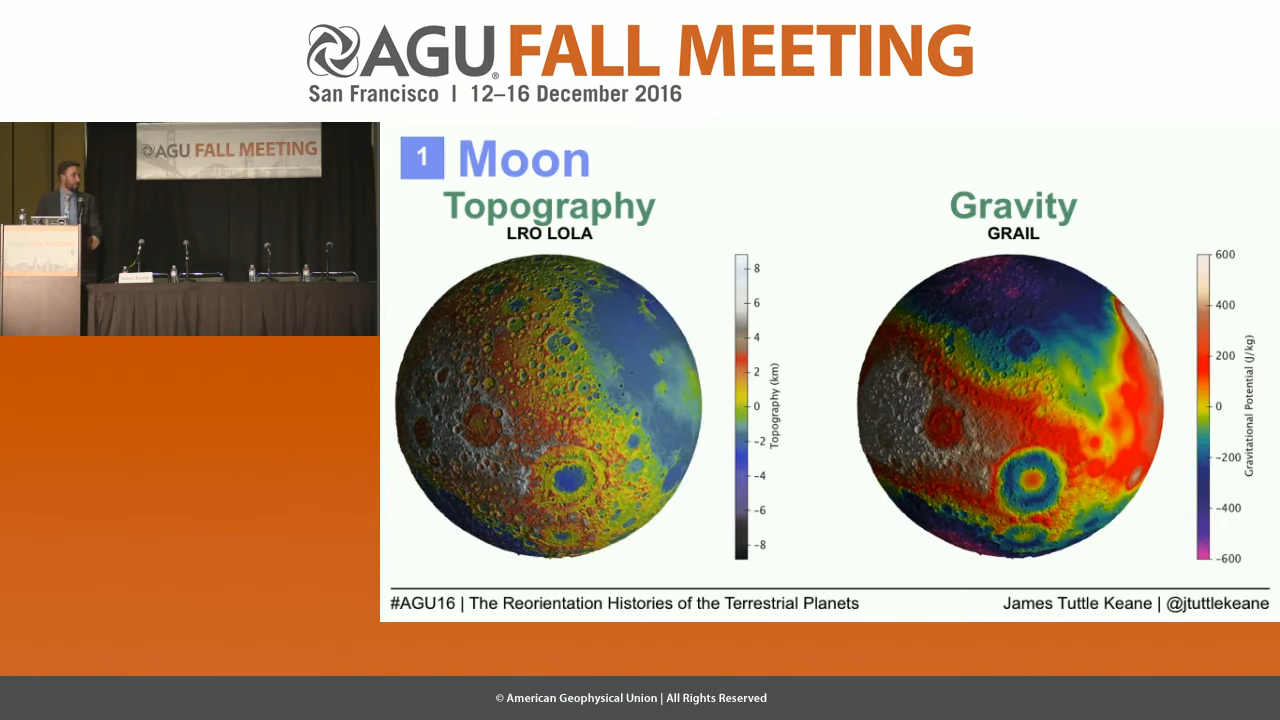 AGU FALL MEETING
San Francisco | 12–16 December 2016
AGU FALL MEETING
1 Moon
Topography
LRO LOLA
Gravity
GRAIL
8
6
4
2
0
−2
−4
−6
−8
Topography (km)
600
400
200
0
−200
−400
−600
Gravitational Potential (J/kg)
#AGU16 | The Reorientation Histories of the Terrestrial Planets
James Tuttle Keane | @jtuttlekeane
© American Geophysical Union | All Rights Reserved